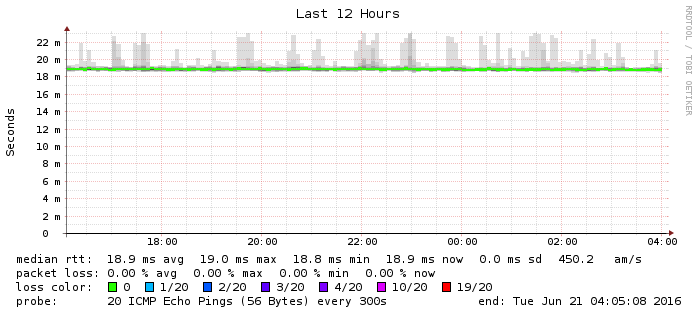 Last 12 Hours
RRDTOOL / TOBI OETIKER
Seconds
22 m
20 m
18 m
16 m
14 m
12 m
10 m
8 m
6 m
4 m
2 m
0
18:00 20:00 22:00 00:00 02:00 04:00
median rtt: 18.9 ms avg 19.0 ms max 18.8 ms min 18.9 ms now 0.0 ms sd 450.2 am/s
packet loss: 0.00 % avg 0.00 % max 0.00 % min 0.00 % now
loss color: 0 1/20 2/20 3/20 4/20 10/20 19/20
probe: 20 ICMP Echo Pings (56 Bytes) every 300s end: Tue Jun 21 04:05:08 2016